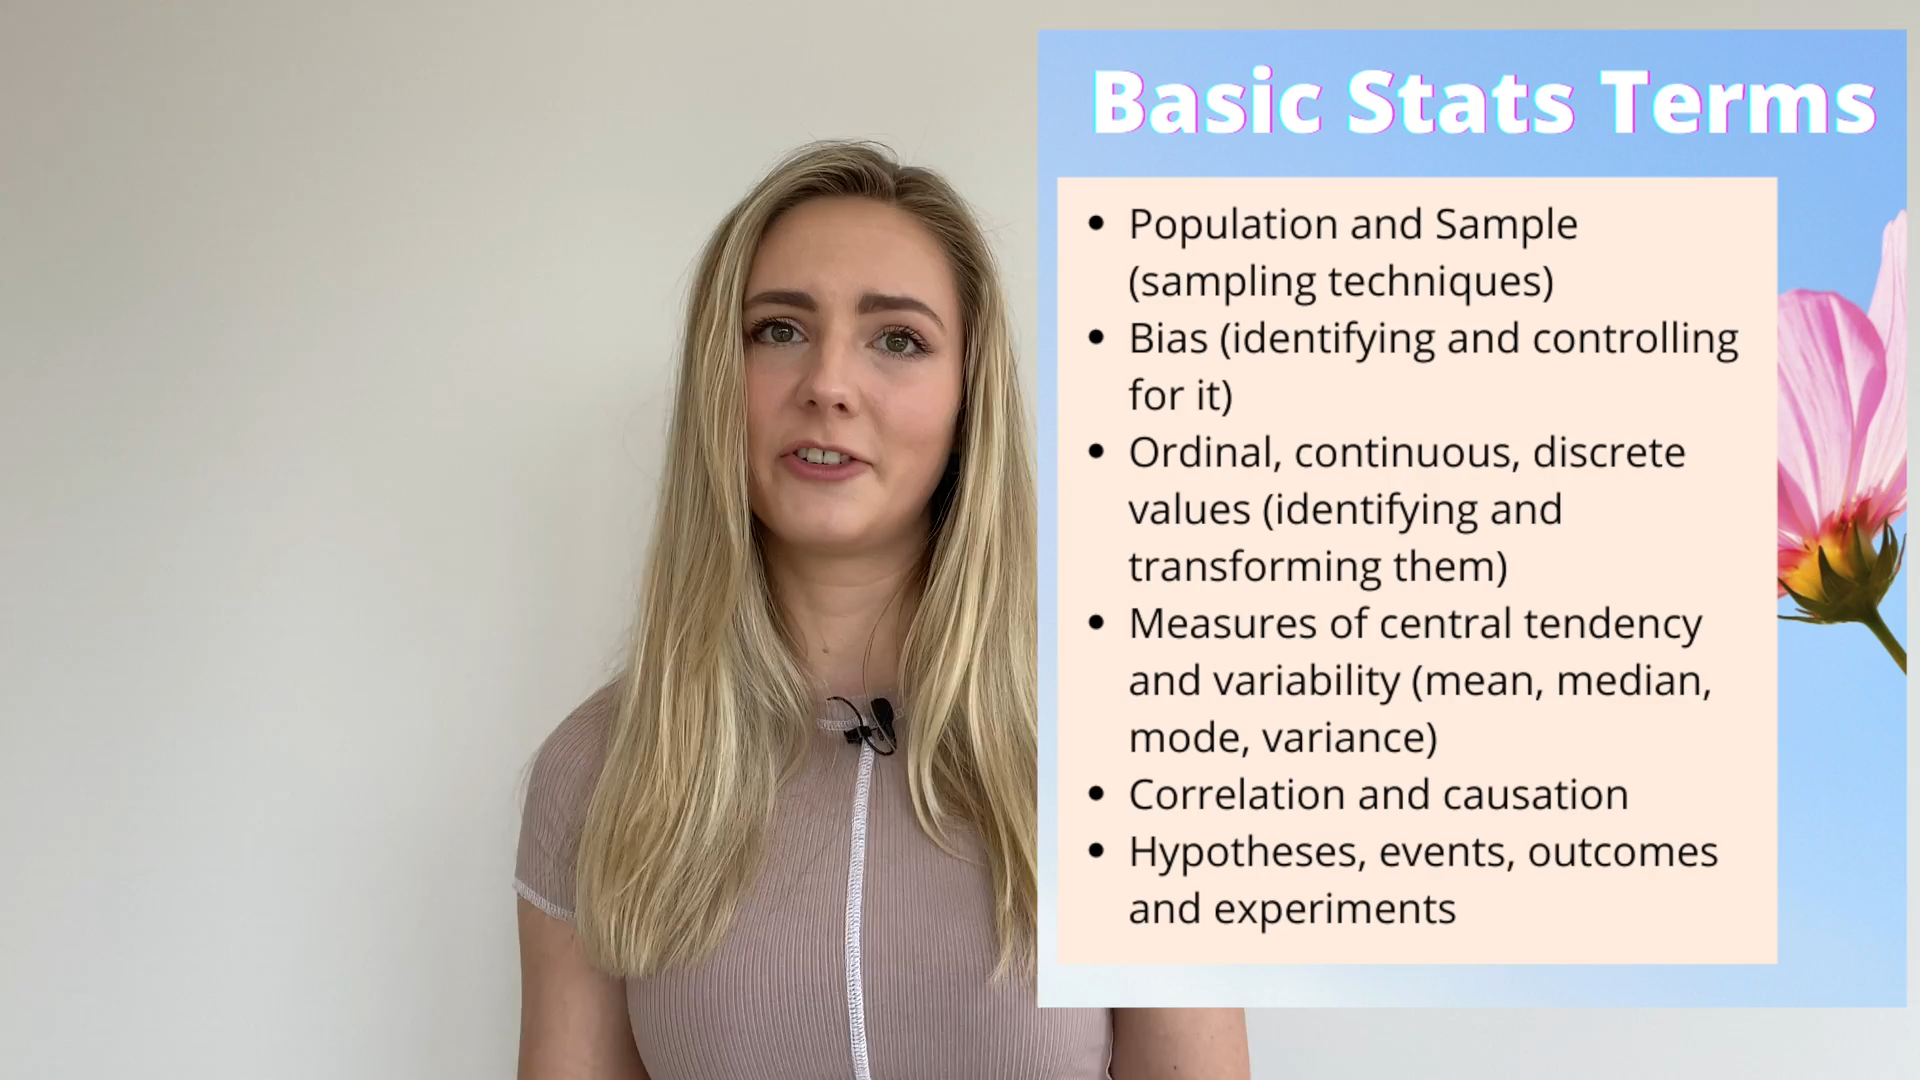 Basic Stats Terms
• Population and Sample
(sampling techniques)
• Bias (identifying and controlling
for it)
• Ordinal, continuous, discrete
values (identifying and
transforming them)
• Measures of central tendency
and variability (mean, median,
mode, variance)
• Correlation and causation
• Hypotheses, events, outcomes
and experiments